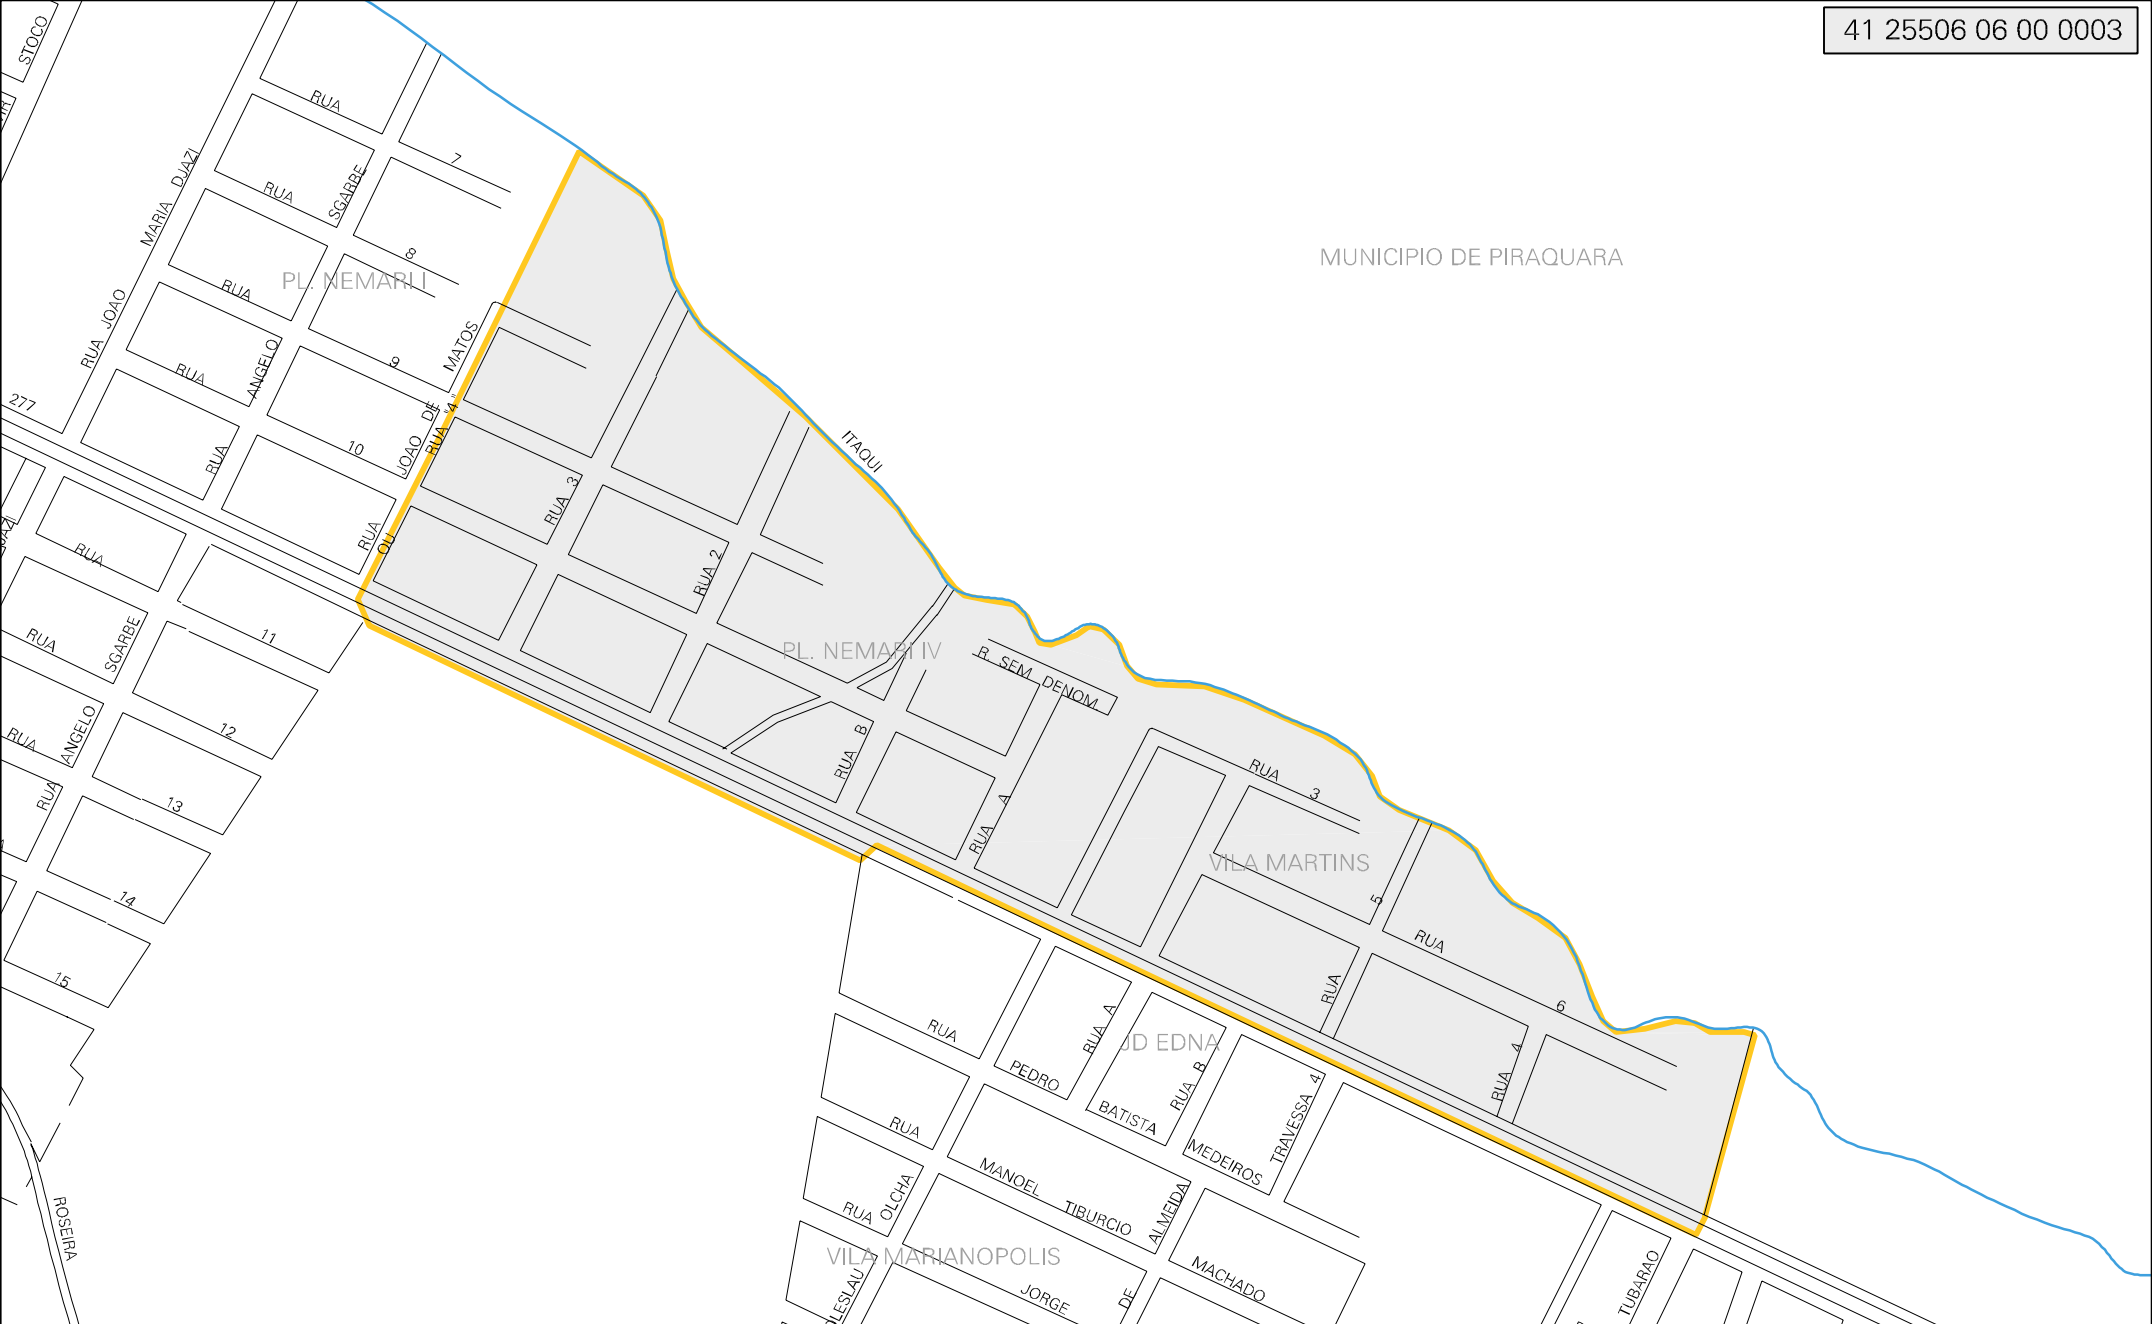 41 25506 06 00 0003
STOCO
RUA
7
MARIA DJAZI
RUA
SGARBE
MUNICIPIO DE PIRAQUARA
8
PL. NEMARI I
RUA
RUA JOAO
MATOS
RUA
ANGELO
9
277
DE
RUA "4"
ITAQUI
RUA
10
JOAO
RUA 3
RUA
OU
RUA
RUA 2
RUA
SGARBE
11
PL. NEMARI IV
R. SEM DENOM
RUA
ANGELO
12
RUA B
RUA
13
RUA 3
RUA A
VILA MARTINS
14
5
RUA
15
RUA
6
RUA
RUA A
JD EDNA
PEDRO
RUA B
4
RUA
TRAVESSA 4
BATISTA
RUA
MEDEIROS
MANOEL
TIBURCIO
ALMEIDA
OLCHA
RUA
ROSEIRA
VILA MARIANOPOLIS
MACHADO
TUBARAO
JORGE
DE